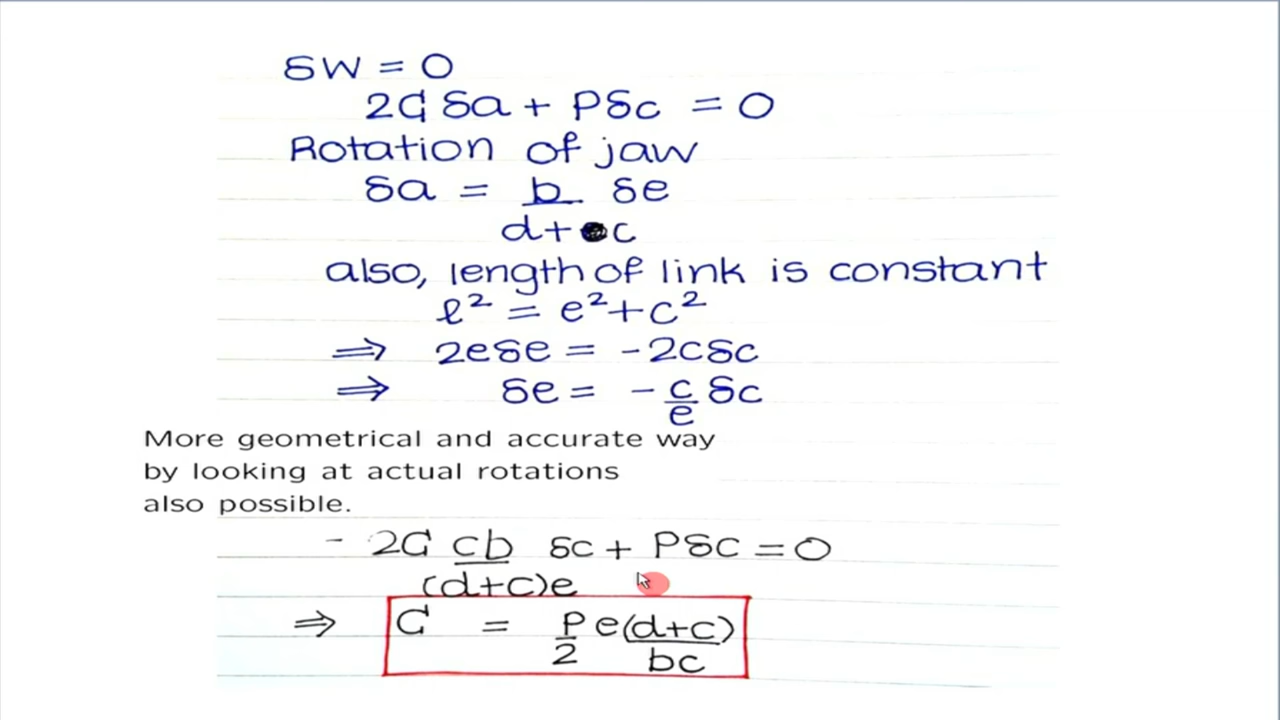 δW = 0
2G δa + Pδc = 0
Rotation of jaw
δa = b/(d+c) δe
also, length of link is constant
ℓ² = e²+c²
⇒ 2eδe = -2cδc
⇒ δe = -c/e δc
More geometrical and accurate way
by looking at actual rotations
also possible.
- 2G cb/((d+c)e) δc + Pδc = 0
⇒ G = P/2 e(d+c)/bc